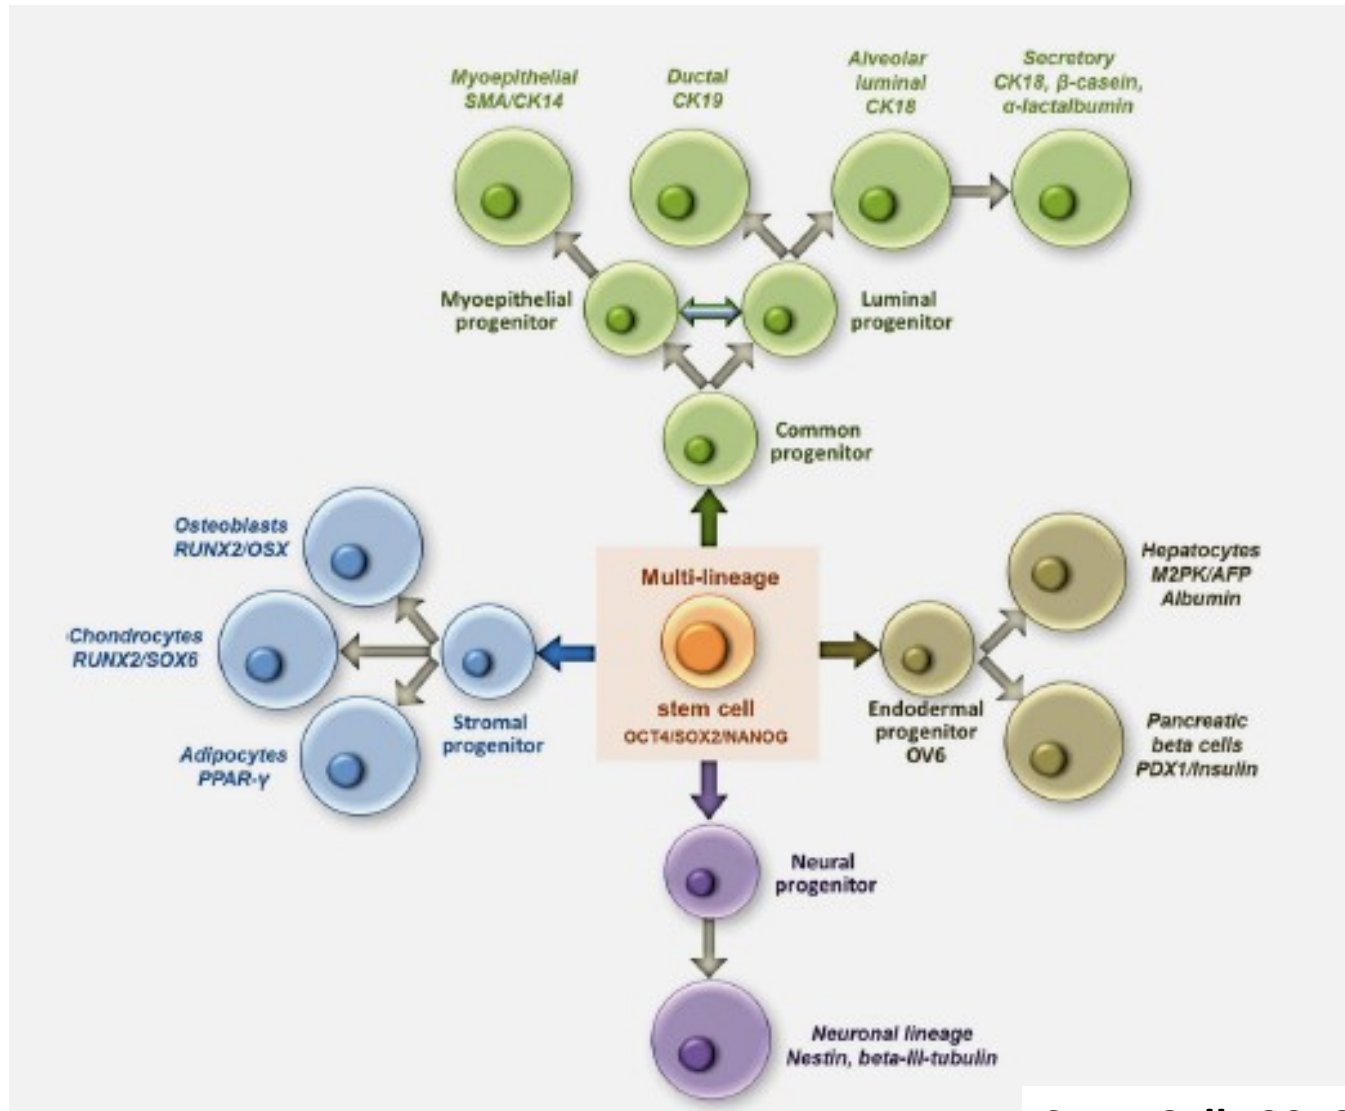 Myoepithelial
SMA/CK14
Ductal
CK19
Alveolar
luminal
CK18
Secretory
CK18, β-casein,
α-lactalbumin
Myoepithelial
progenitor
Luminal
progenitor
Common
progenitor
Osteoblasts
RUNX2/OSX
Chondrocytes
RUNX2/SOX6
Adipocytes
PPAR-γ
Stromal
progenitor
Multi-lineage
stem cell
OCT4/SOX2/NANOG
Endodermal
progenitor
OV6
Hepatocytes
M2PK/AFP
Albumin
Pancreatic
beta cells
PDX1/Insulin
Neural
progenitor
Neuronal lineage
Nestin, beta-III-tubulin